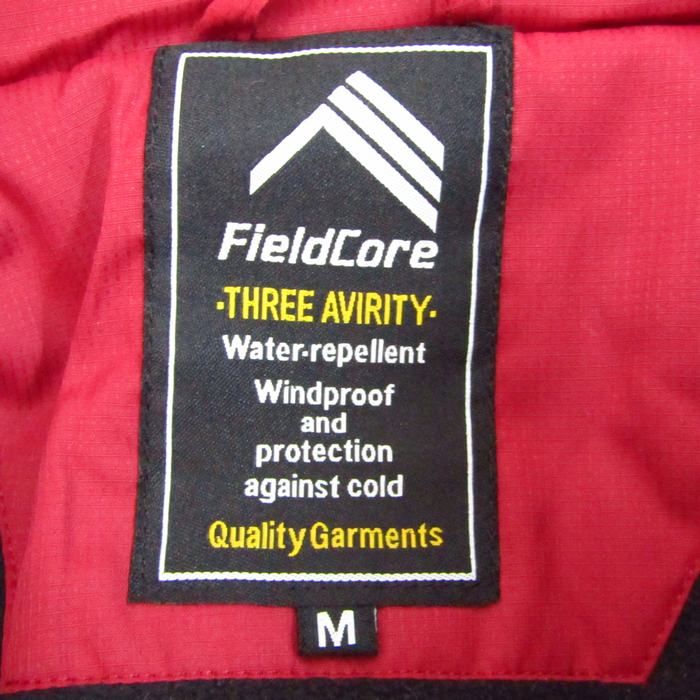 FieldCore
·THREE AVIRITY·
Water-repellent
Windproof
and
protection
against cold
Quality Garments
M